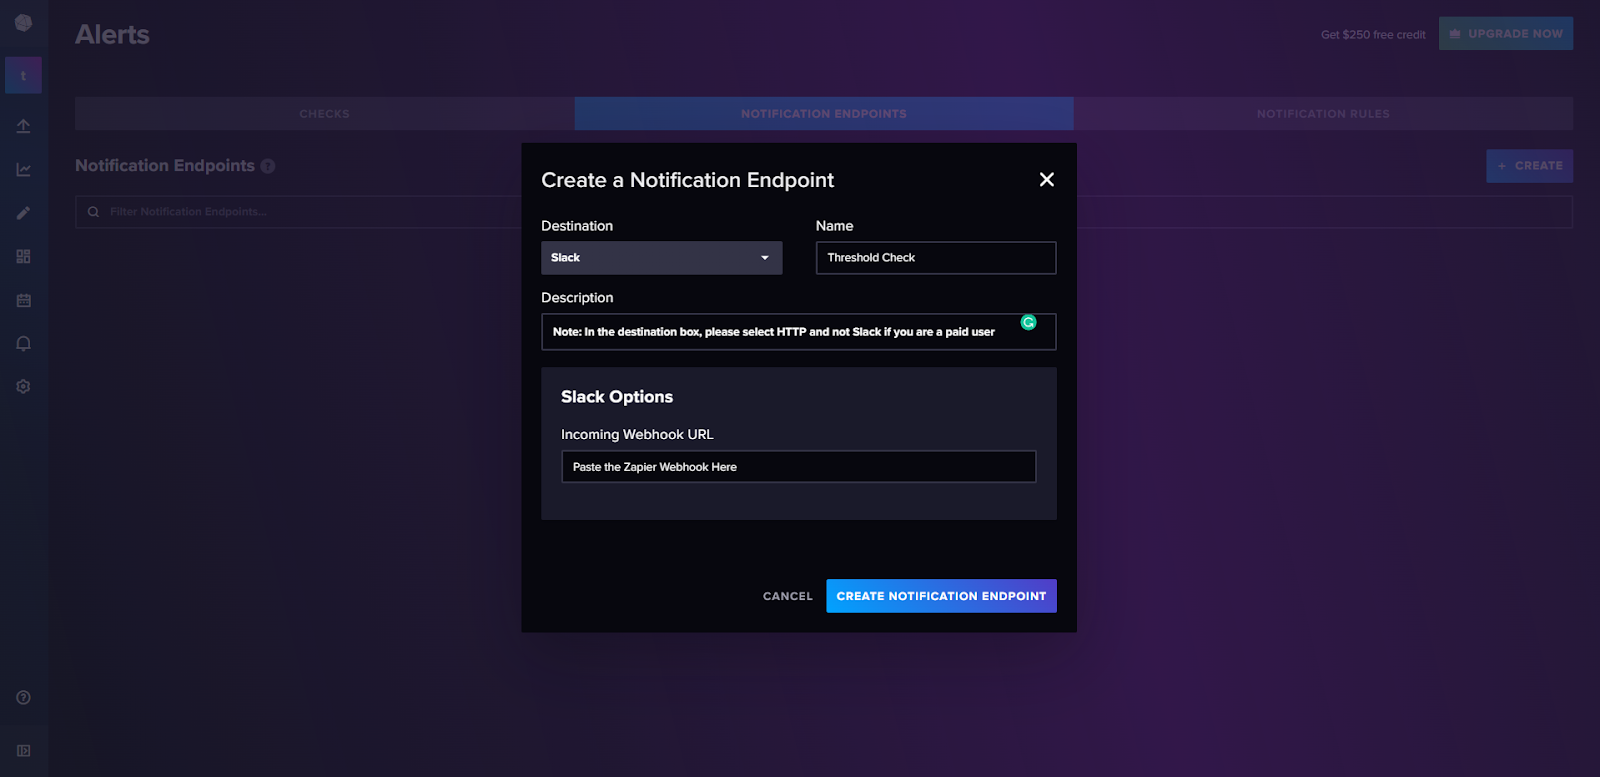 Alerts
Get $250 free credit
UPGRADE NOW
t
CHECKS
NOTIFICATION ENDPOINTS
NOTIFICATION RULES
Notification Endpoints ?
+ CREATE
Filter Notification Endpoints...
Create a Notification Endpoint
Destination
Name
Slack
Threshold Check
Description
Note: In the destination box, please select HTTP and not Slack if you are a paid user
Slack Options
Incoming Webhook URL
Paste the Zapier Webhook Here
CANCEL
CREATE NOTIFICATION ENDPOINT